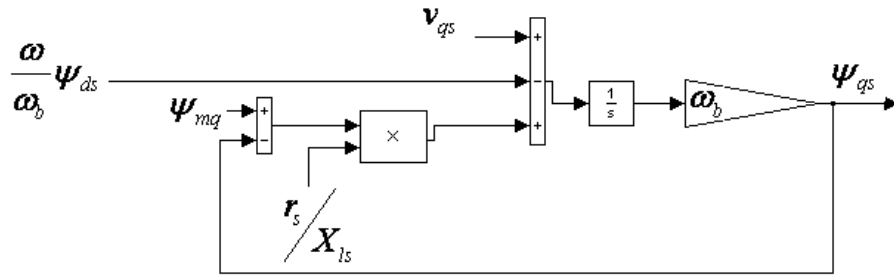 v_qs
+
ω/ω_b ψ_ds
−
ψ_mq
+
−
×
+
1/s
ω_b
ψ_qs
r_s/X_ls